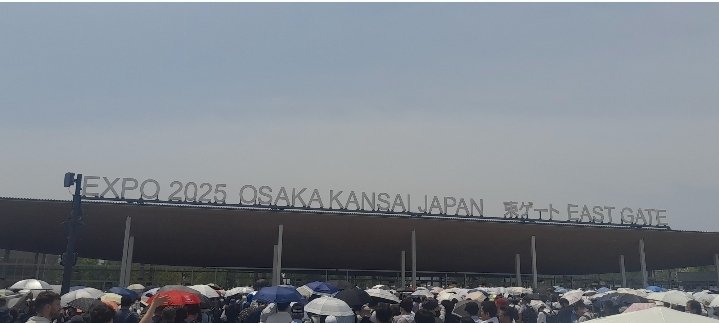 EXPO 2025 OSAKA KANSAI JAPAN 東ゲート EAST GATE